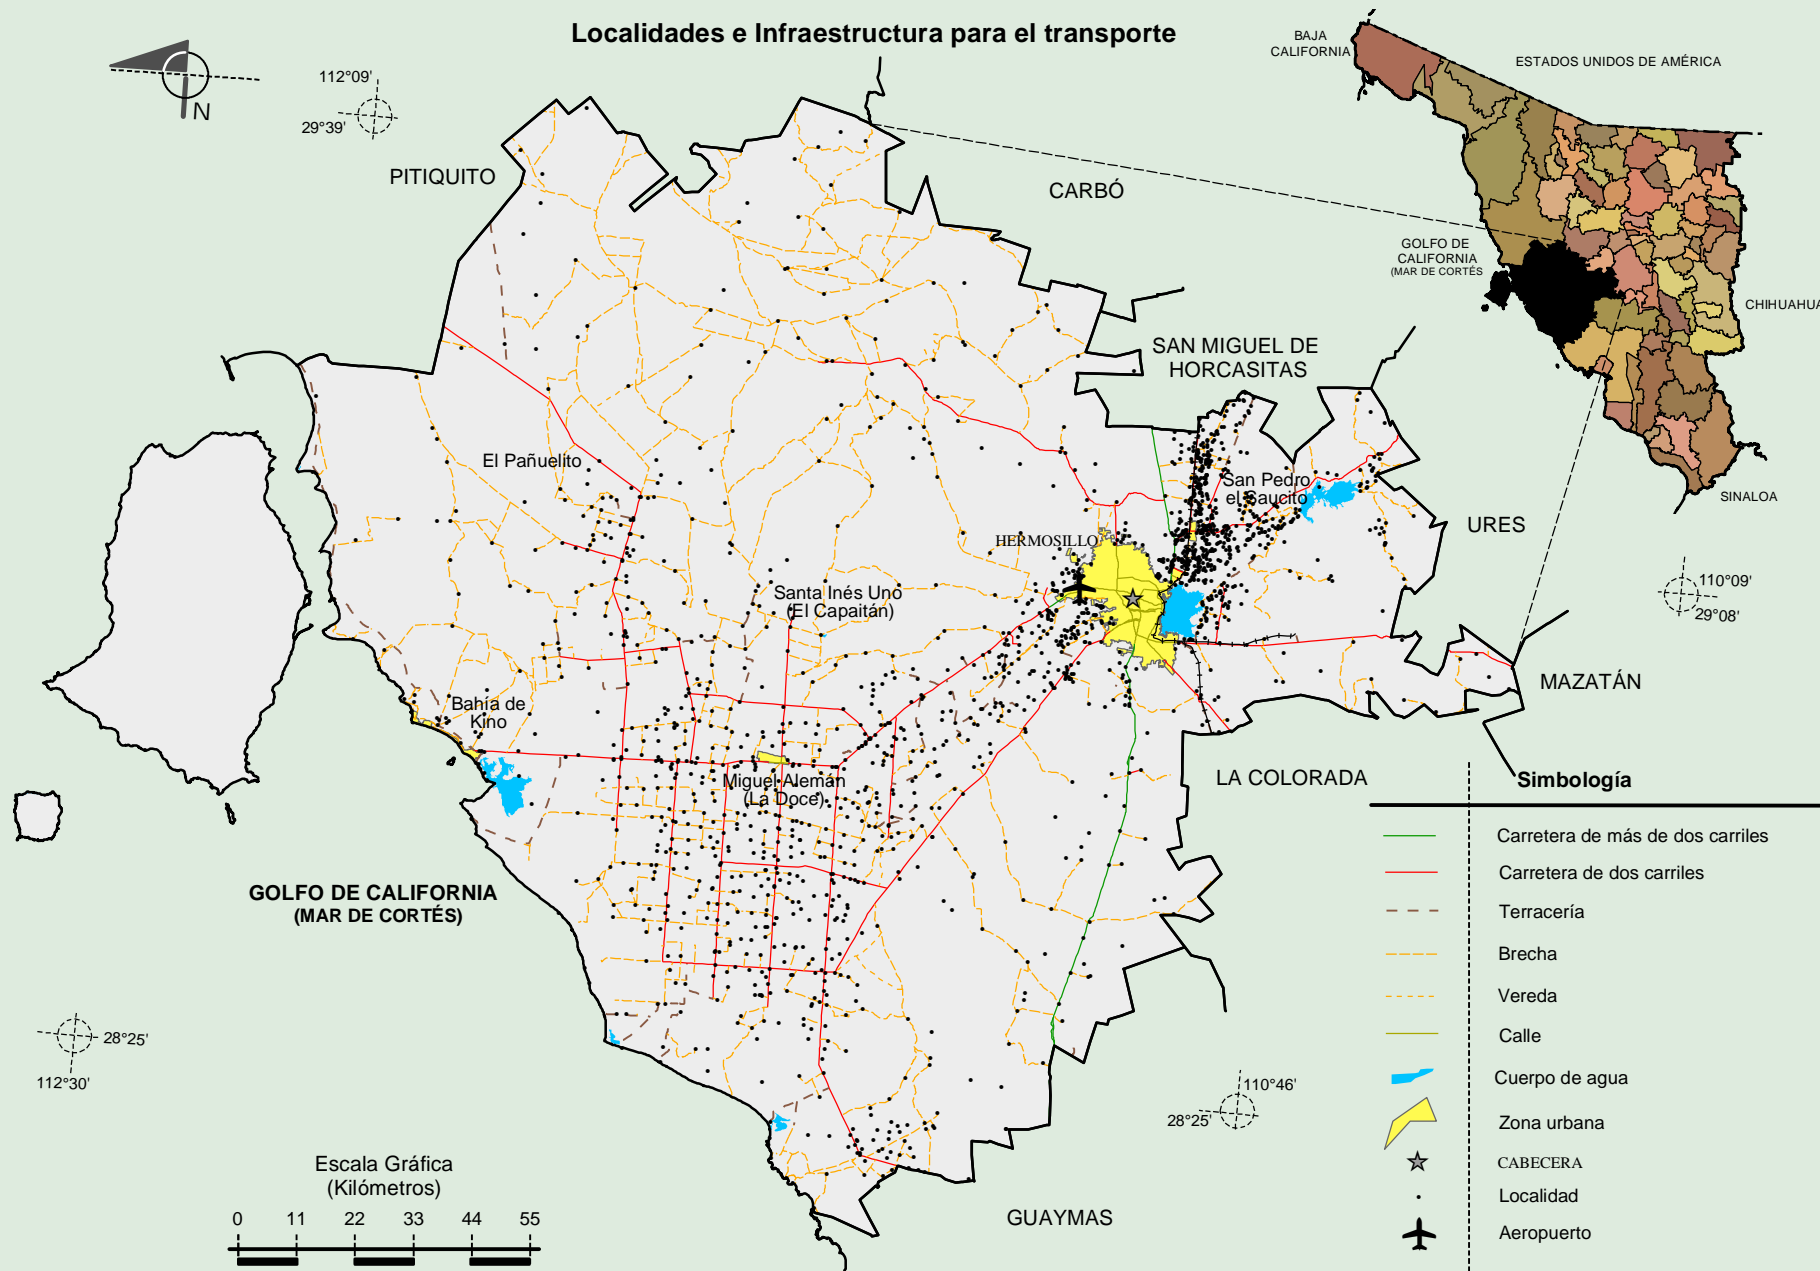 Localidades e Infraestructura para el transporte
N
112°09'
29°39'
PITIQUITO
CARBÓ
BAJA
CALIFORNIA
ESTADOS UNIDOS DE AMÉRICA
GOLFO DE
CALIFORNIA
(MAR DE CORTÉS
CHIHUAHUA
SINALOA
SAN MIGUEL DE
HORCASITAS
El Pañuelito
San Pedro
el Saucito
URES
HERMOSILLO
110°09'
29°08'
Santa Inés Uno
(El Capaitán)
MAZATÁN
Bahía de
Kino
LA COLORADA
Miguel Alemán
(La Doce)
GOLFO DE CALIFORNIA
(MAR DE CORTÉS)
28°25'
112°30'
110°46'
28°25'
GUAYMAS
Escala Gráfica
(Kilómetros)
0 11 22 33 44 55
Simbología
Carretera de más de dos carriles
Carretera de dos carriles
Terracería
Brecha
Vereda
Calle
Cuerpo de agua
Zona urbana
CABECERA
Localidad
Aeropuerto